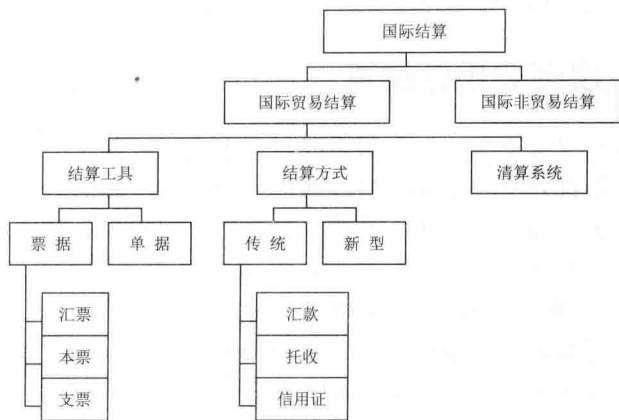 国际结算
国际贸易结算
国际非贸易结算
结算工具
结算方式
清算系统
票 据
单 据
传 统
新 型
汇票
本票
支票
汇款
托收
信用证